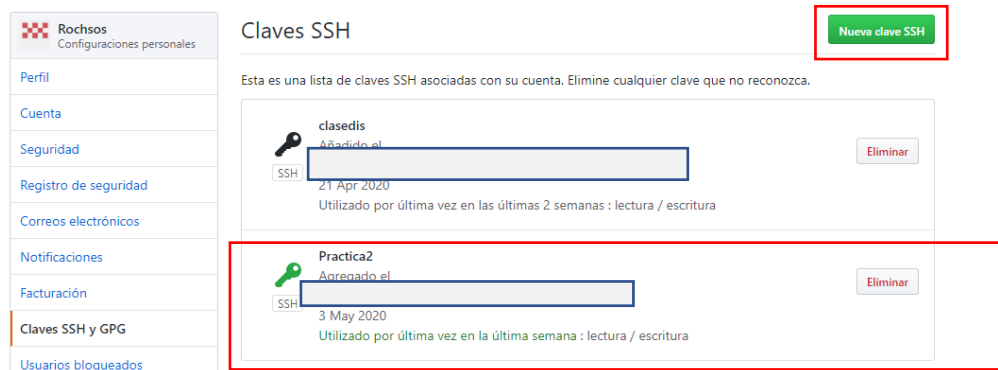 Rochsos
Configuraciones personales
Perfil
Cuenta
Seguridad
Registro de seguridad
Correos electrónicos
Notificaciones
Facturación
Claves SSH y GPG
Usuarios bloqueados
Claves SSH
Nueva clave SSH
Esta es una lista de claves SSH asociadas con su cuenta. Elimine cualquier clave que no reconozca.
clasedis
Añadido el
SSH
21 Apr 2020
Utilizado por última vez en las últimas 2 semanas : lectura / escritura
Eliminar
Practica2
Agregado el
SSH
3 May 2020
Utilizado por última vez en la última semana : lectura / escritura
Eliminar